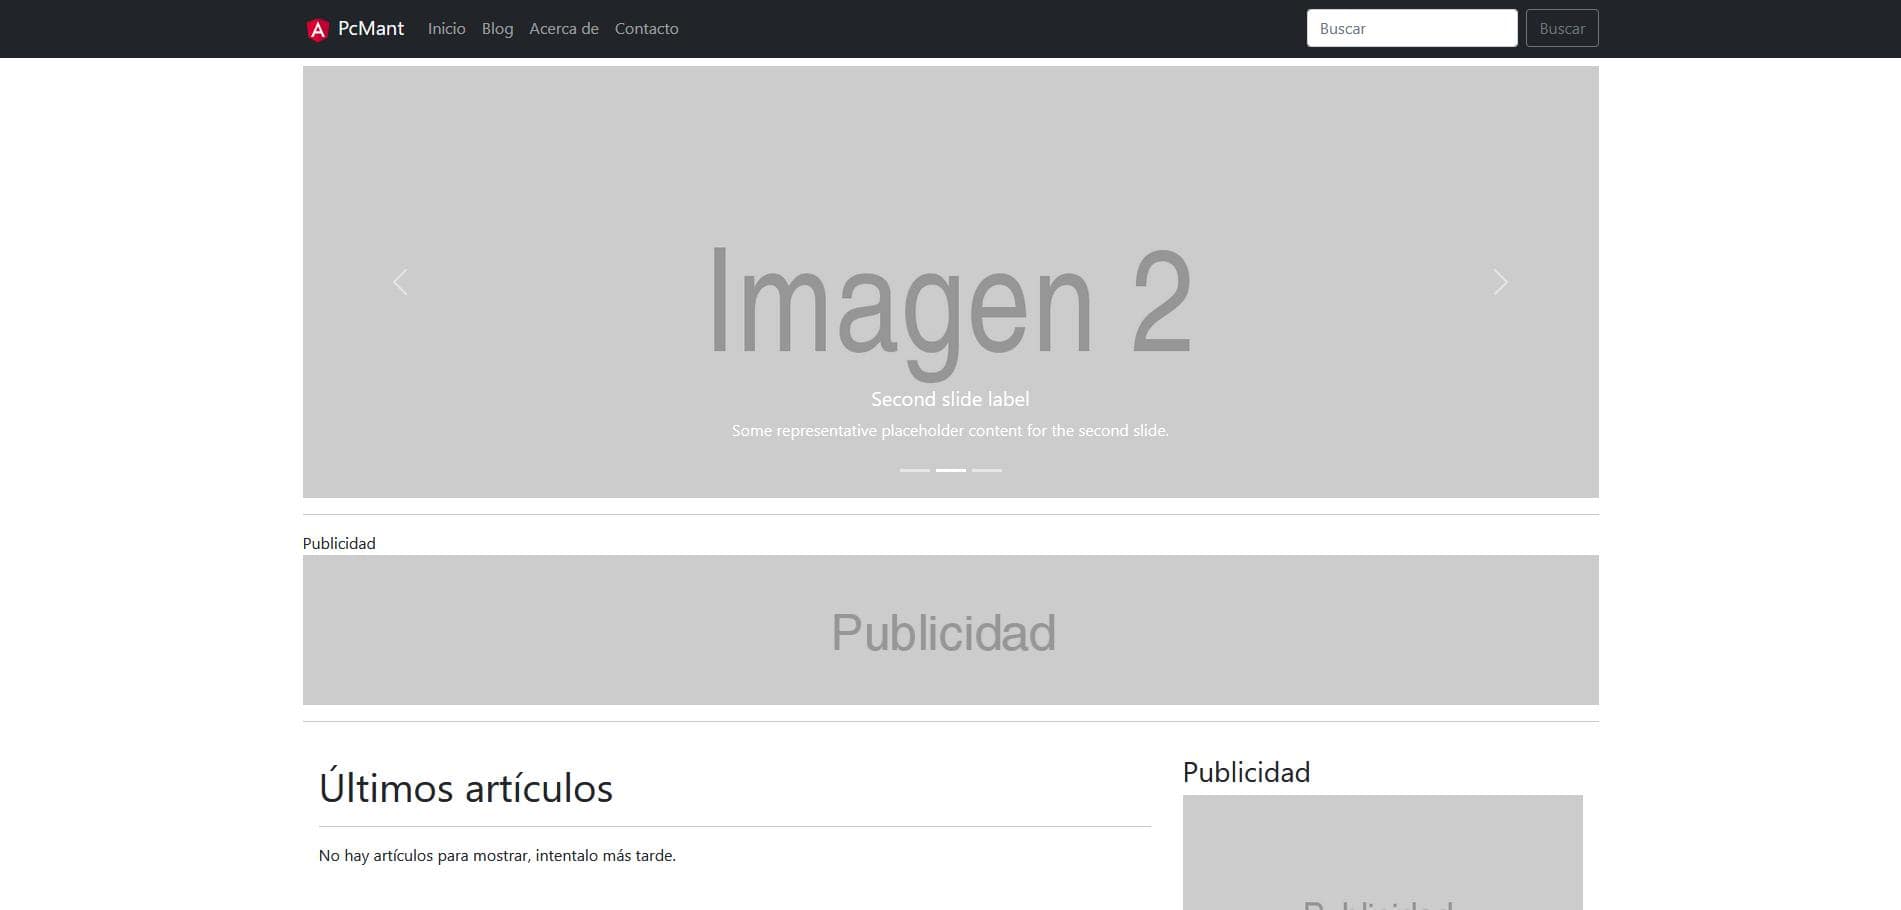 PcMant Inicio Blog Acerca de Contacto Buscar Buscar
Imagen 2
Second slide label
Some representative placeholder content for the second slide.
Publicidad
Publicidad
Últimos artículos
No hay artículos para mostrar, intentalo más tarde.
Publicidad
Publicidad